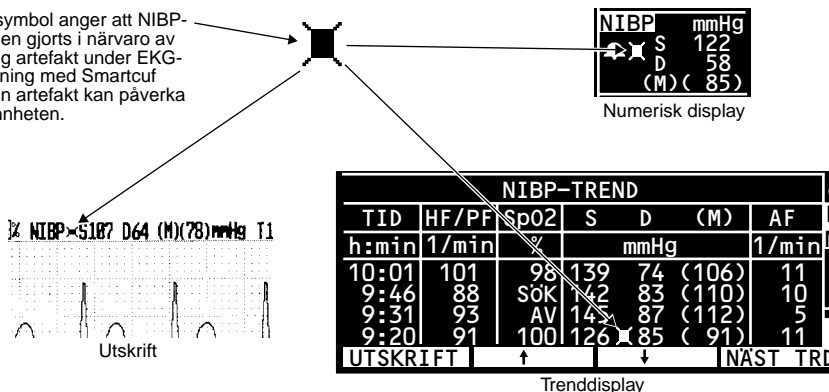 symbol anger att NIBP-
en gjorts i närvaro av
g artefakt under EKG-
ning med Smartcuf
n artefakt kan påverka
nheten.
NIBP mmHg
S 122
D 58
(M)( 85)
Numerisk display
% NIBP S107 D64 (M)(78)mmHg T1
Utskrift
NIBP-TREND
TID HF/PF SpO2 S D (M) AF
h:min 1/min % mmHg 1/min
10:01 101 98 139 74 (106) 11
9:46 88 SöK 142 83 (110) 10
9:31 93 AV 87 (112) 5
9:20 91 100 126 85 ( 91) 11
UTSKRIFT ↑ ↓ NÄST TRD
Trenddisplay